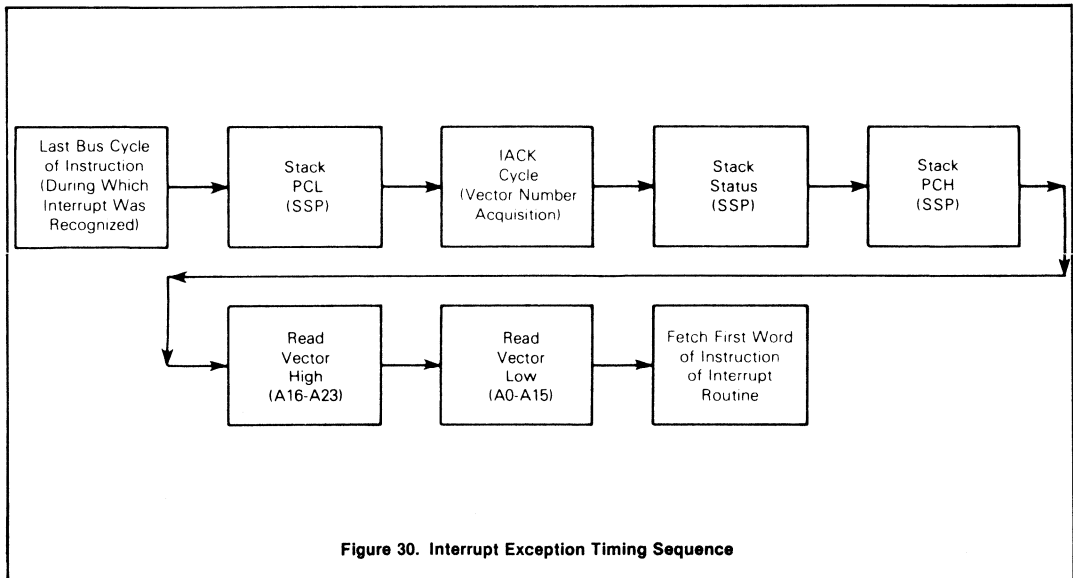 Last Bus Cycle
of Instruction
(During Which
Interrupt Was
Recognized)
Stack
PCL
(SSP)
IACK
Cycle
(Vector Number
Acquisition)
Stack
Status
(SSP)
Stack
PCH
(SSP)
Read
Vector
High
(A16-A23)
Read
Vector
Low
(A0-A15)
Fetch First Word
of Instruction
of Interrupt
Routine
Figure 30. Interrupt Exception Timing Sequence